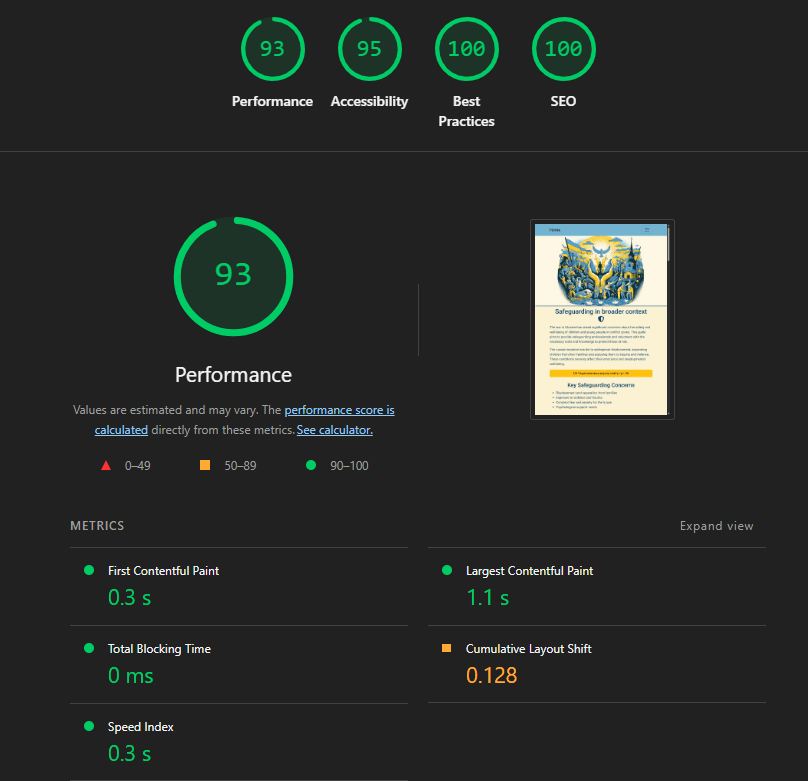 93
95
100
100
Performance
Accessibility
Best
Practices
SEO
93
Performance
Values are estimated and may vary. The performance score is
calculated directly from these metrics. See calculator.
0–49
50–89
90–100
Safeguarding in broader context
Key Safeguarding Concerns
METRICS
Expand view
First Contentful Paint
0.3 s
Largest Contentful Paint
1.1 s
Total Blocking Time
0 ms
Cumulative Layout Shift
0.128
Speed Index
0.3 s